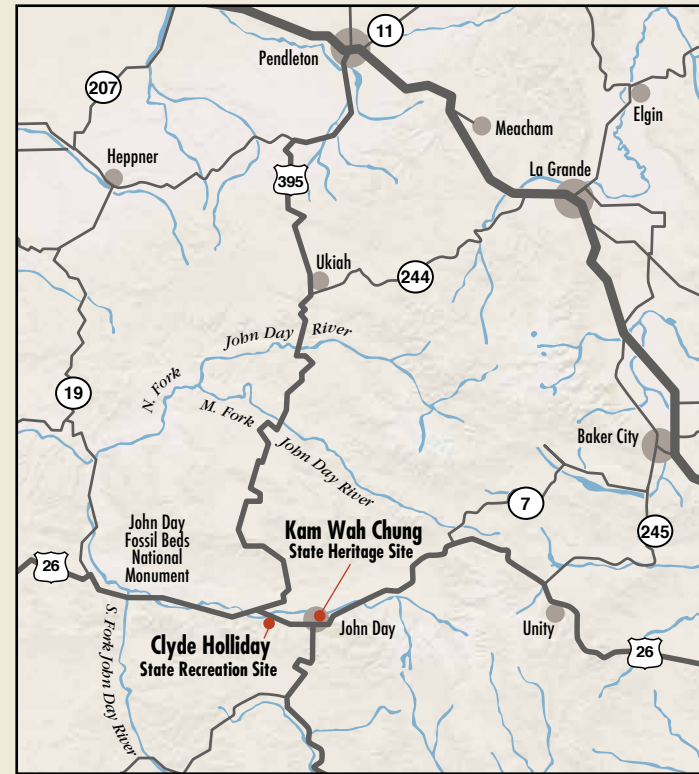 11
Pendleton
207
Meacham
Elgin
Heppner
La Grande
395
Ukiah
244
John Day River
N. Fork
19
M. Fork
John Day River
Baker City
7
Kam Wah Chung
State Heritage Site
245
John Day
Fossil Beds
National
Monument
26
Clyde Holliday
State Recreation Site
John Day
Unity
26
S. Fork John Day River